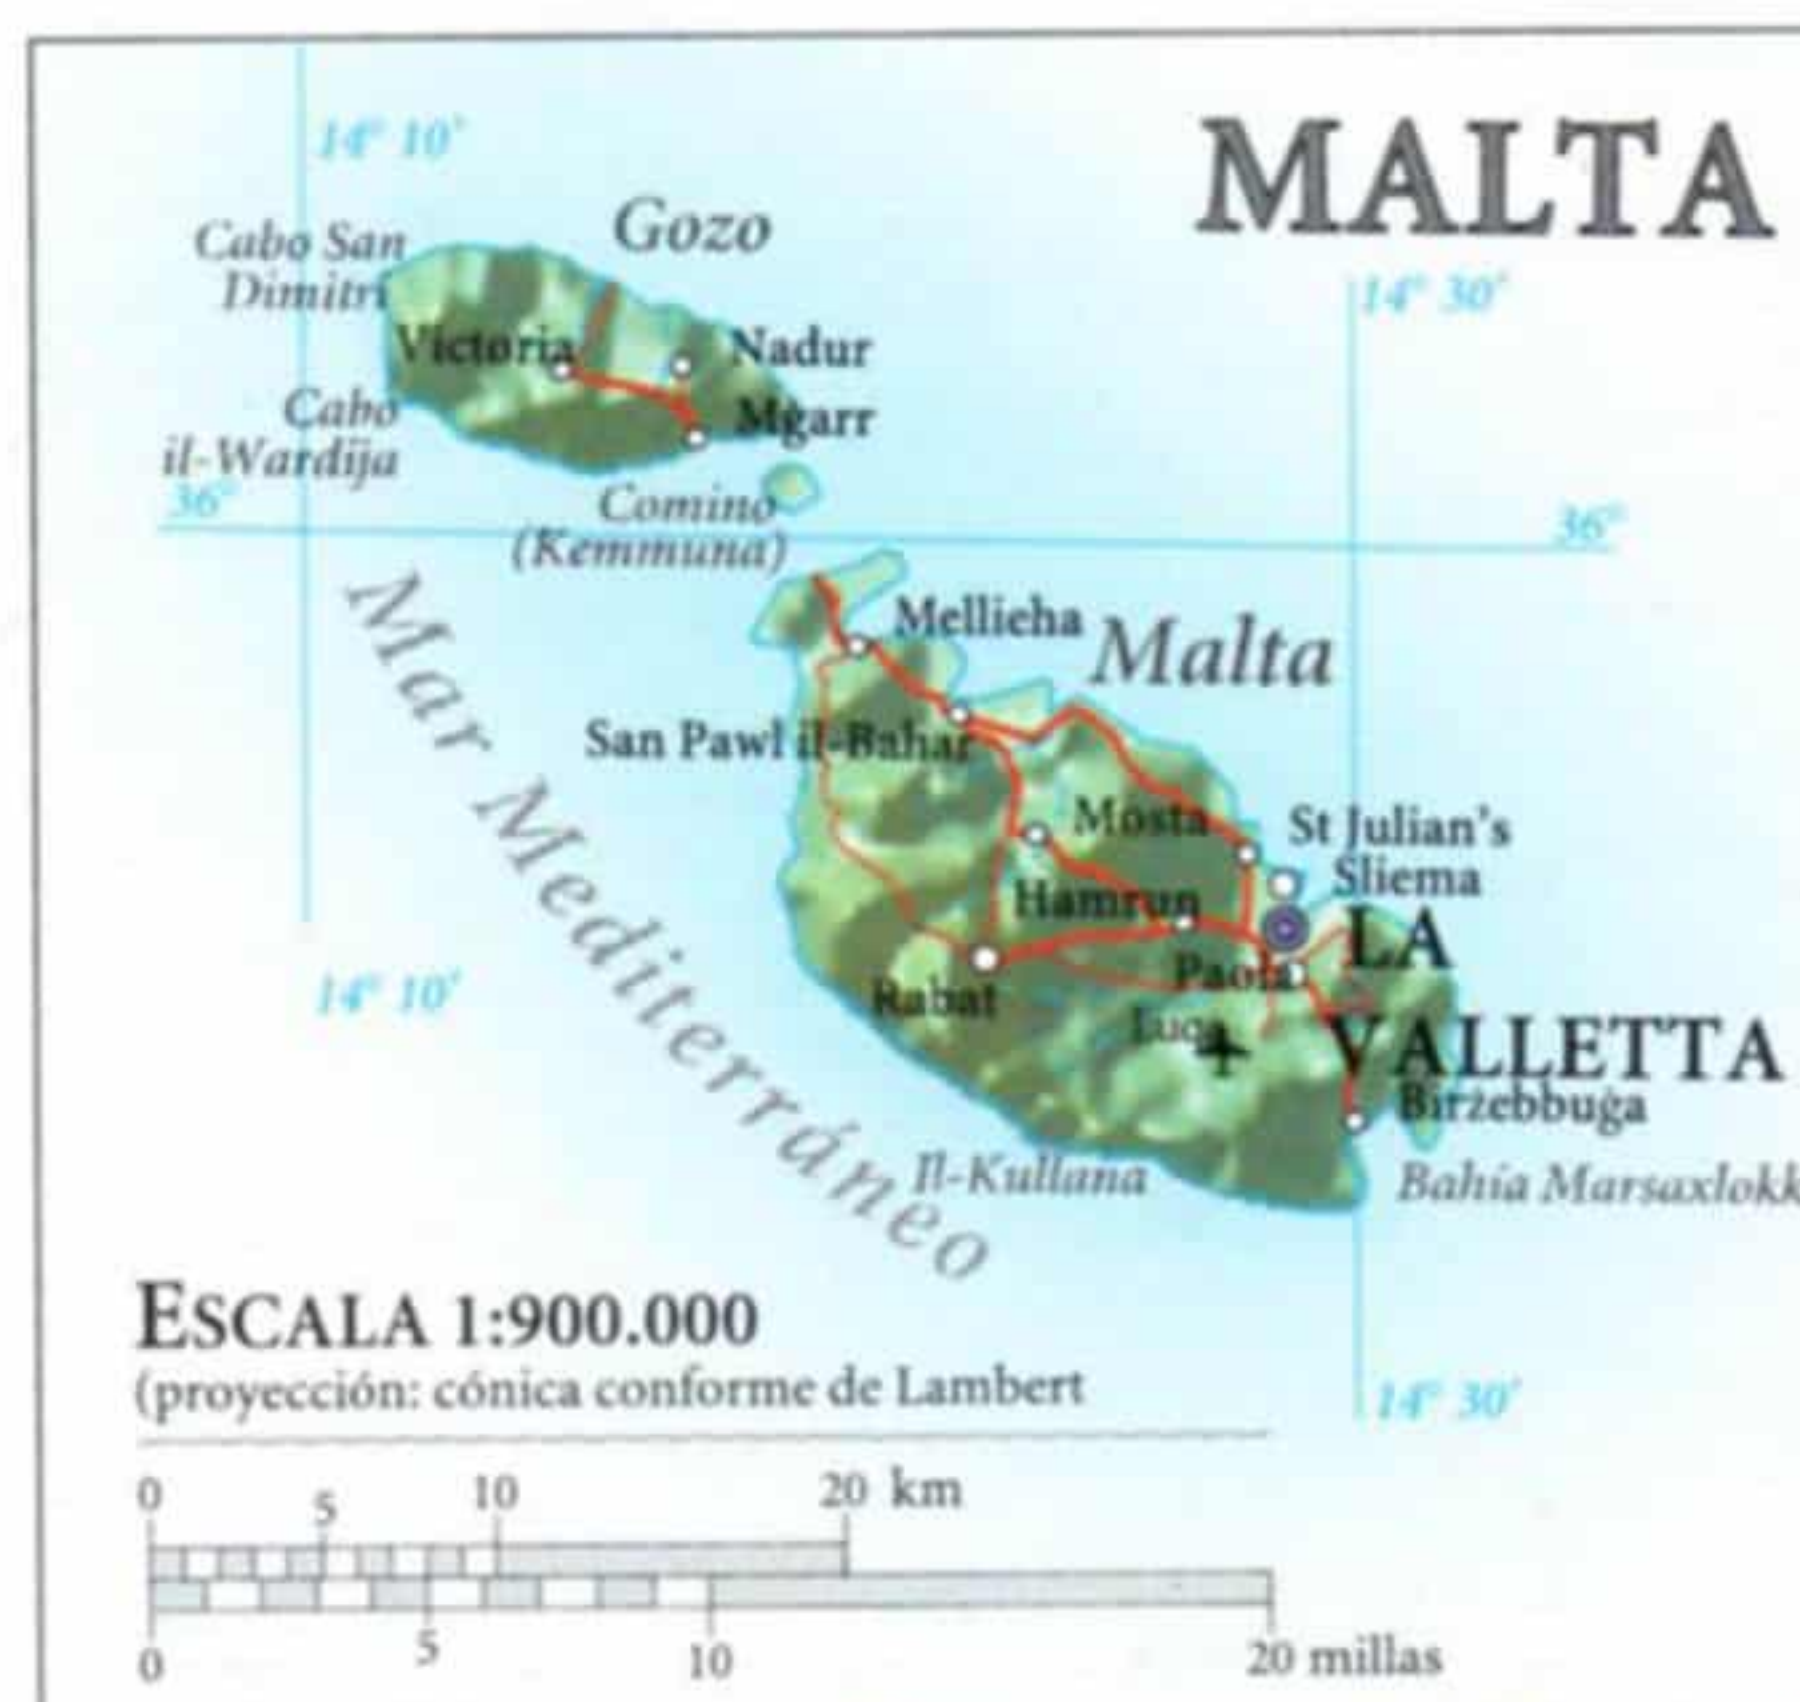 MALTA
14° 10'
Gozo
14° 30'
Cabo San
Dimitri
Victoria
Nadur
Cabo
il-Wardija
Mġarr
36°
Comino
(Kemmuna)
36°
Mar Mediterráneo
Mellieha
Malta
San Pawl il-Bahar
Mosta
St Julian's
Sliema
Hamrun
LA
VALLETTA
Paola
Rabat
Luqa
14° 10'
Birżebbuġa
Il-Kullana
Bahía Marsaxlokk
ESCALA 1:900.000
(proyección: cónica conforme de Lambert
14° 30'
0 5 10 20 km
0 5 10 20 millas